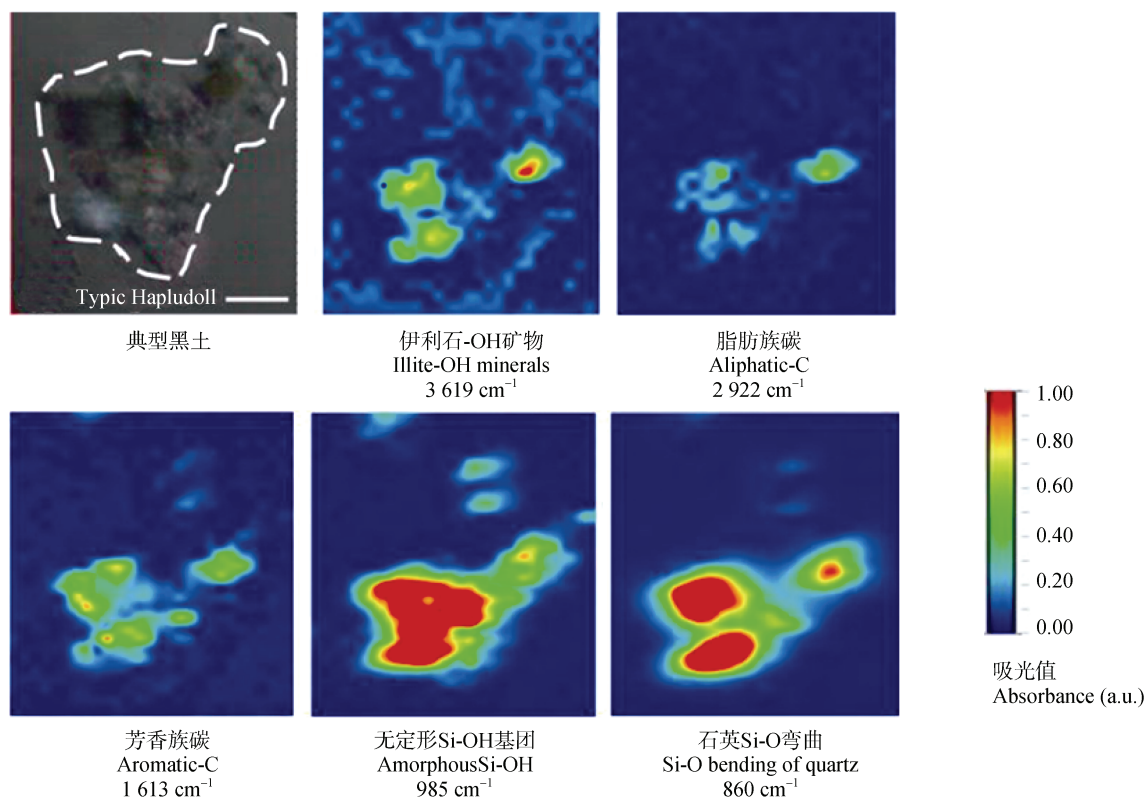 Typic Hapludoll
典型黑土
伊利石-OH矿物
Illite-OH minerals
3 619 cm⁻¹
脂肪族碳
Aliphatic-C
2 922 cm⁻¹
芳香族碳
Aromatic-C
1 613 cm⁻¹
无定形Si-OH基团
AmorphousSi-OH
985 cm⁻¹
石英Si-O弯曲
Si-O bending of quartz
860 cm⁻¹
1.00
0.80
0.60
0.40
0.20
0.00
吸光值
Absorbance (a.u.)